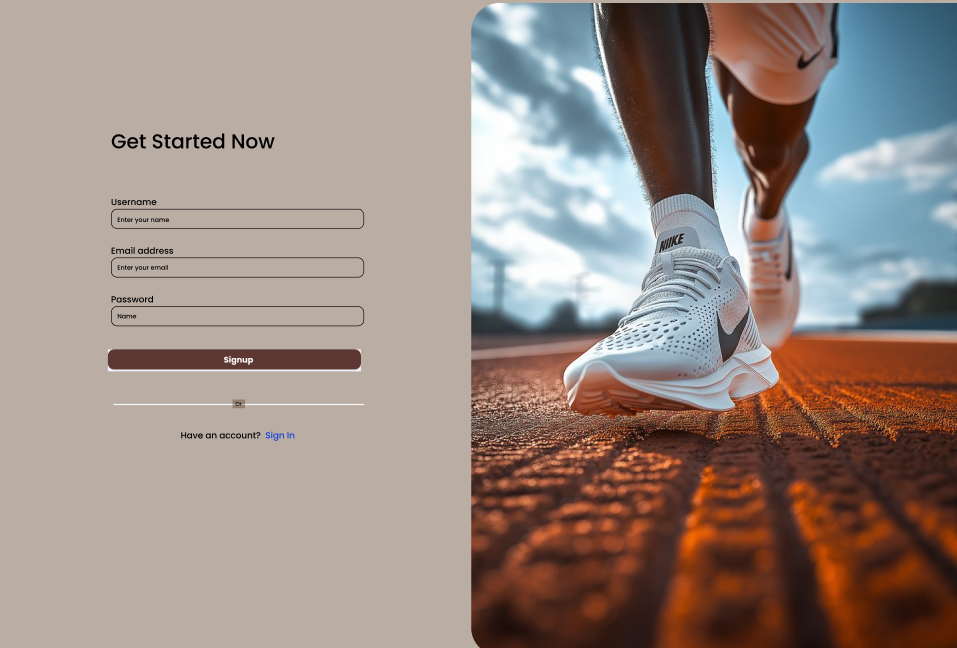 Get Started Now
Username
Enter your name
Email address
Enter your email
Password
Name
Signup
Or
Have an account? Sign In
NIIKE